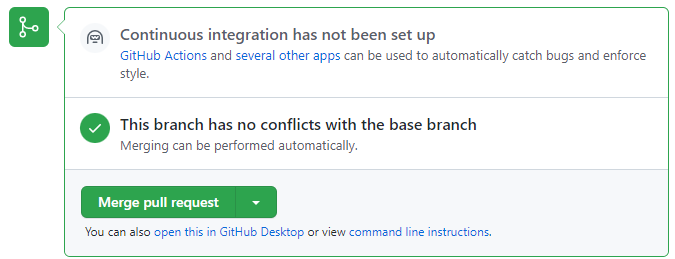 Continuous integration has not been set up
GitHub Actions and several other apps can be used to automatically catch bugs and enforce
style.
This branch has no conflicts with the base branch
Merging can be performed automatically.
Merge pull request
You can also open this in GitHub Desktop or view command line instructions.